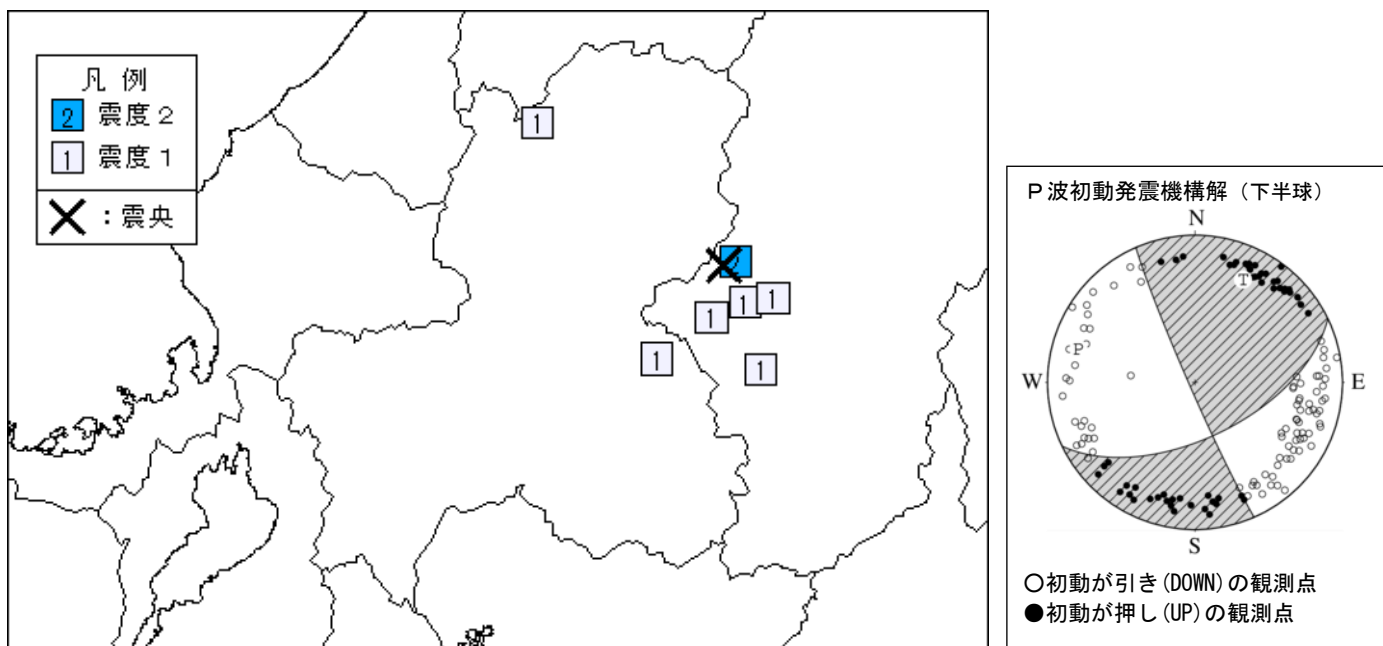 凡 例
2 震度２
1 震度１
：震央
1
2
1
1
1
1
1
Ｐ波初動発震機構解（下半球）
N
T
P
W
E
S
○初動が引き(DOWN)の観測点
●初動が押し(UP)の観測点